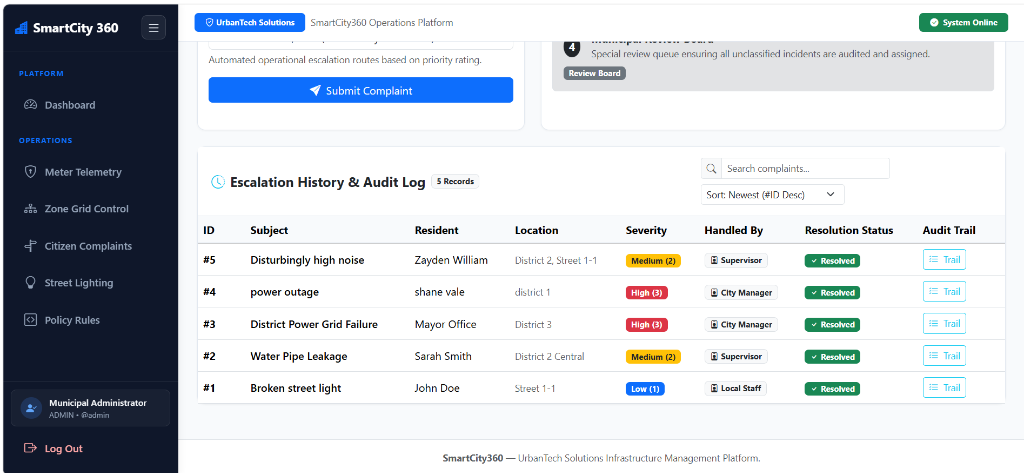 SmartCity 360
UrbanTech Solutions SmartCity360 Operations Platform System Online
PLATFORM
Dashboard
OPERATIONS
Meter Telemetry
Zone Grid Control
Citizen Complaints
Street Lighting
Policy Rules
Municipal Administrator
ADMIN • @admin
Log Out
Automated operational escalation routes based on priority rating.
Submit Complaint
4
Special review queue ensuring all unclassified incidents are audited and assigned.
Review Board
Escalation History & Audit Log 5 Records
Search complaints...
Sort: Newest (#ID Desc)
ID Subject Resident Location Severity Handled By Resolution Status Audit Trail
#5 Disturbingly high noise Zayden William District 2, Street 1-1 Medium (2) Supervisor Resolved Trail
#4 power outage shane vale district 1 High (3) City Manager Resolved Trail
#3 District Power Grid Failure Mayor Office District 3 High (3) City Manager Resolved Trail
#2 Water Pipe Leakage Sarah Smith District 2 Central Medium (2) Supervisor Resolved Trail
#1 Broken street light John Doe Street 1-1 Low (1) Local Staff Resolved Trail
SmartCity360 — UrbanTech Solutions Infrastructure Management Platform.